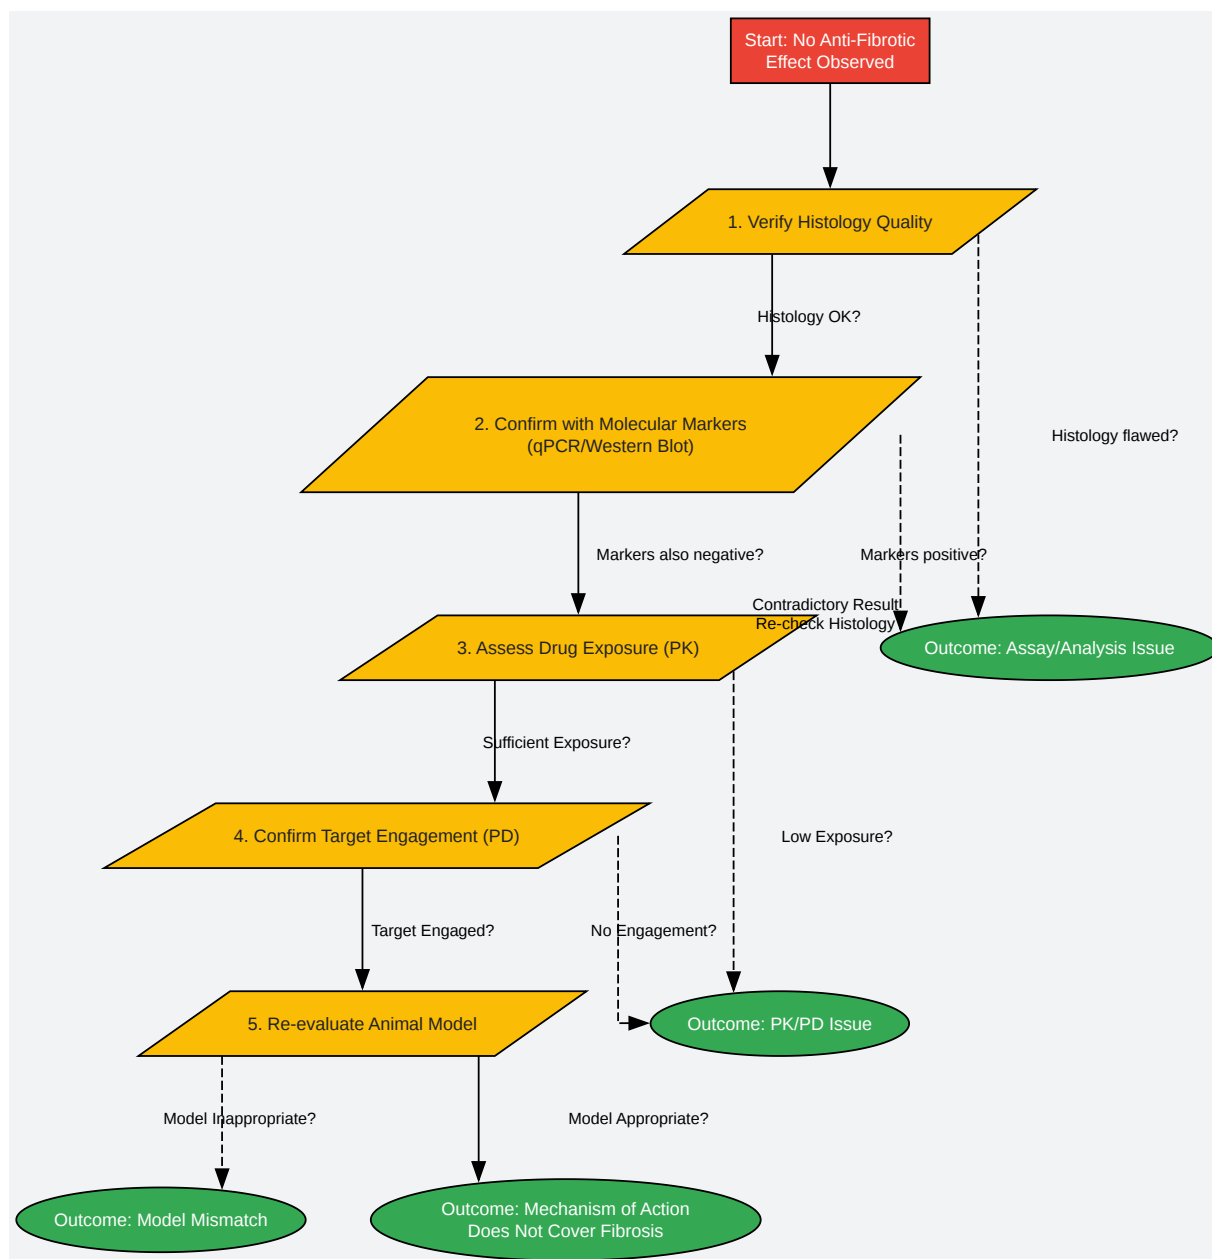 Start: No Anti-Fibrotic
Effect Observed
1. Verify Histology Quality
Histology OK?
2. Confirm with Molecular Markers
(qPCR/Western Blot)
Histology flawed?
Markers also negative?
Markers positive?
Contradictory Result
Re-check Histology
3. Assess Drug Exposure (PK)
Outcome: Assay/Analysis Issue
Sufficient Exposure?
4. Confirm Target Engagement (PD)
Low Exposure?
Target Engaged?
No Engagement?
5. Re-evaluate Animal Model
Outcome: PK/PD Issue
Model Inappropriate?
Model Appropriate?
Outcome: Model Mismatch
Outcome: Mechanism of Action
Does Not Cover Fibrosis